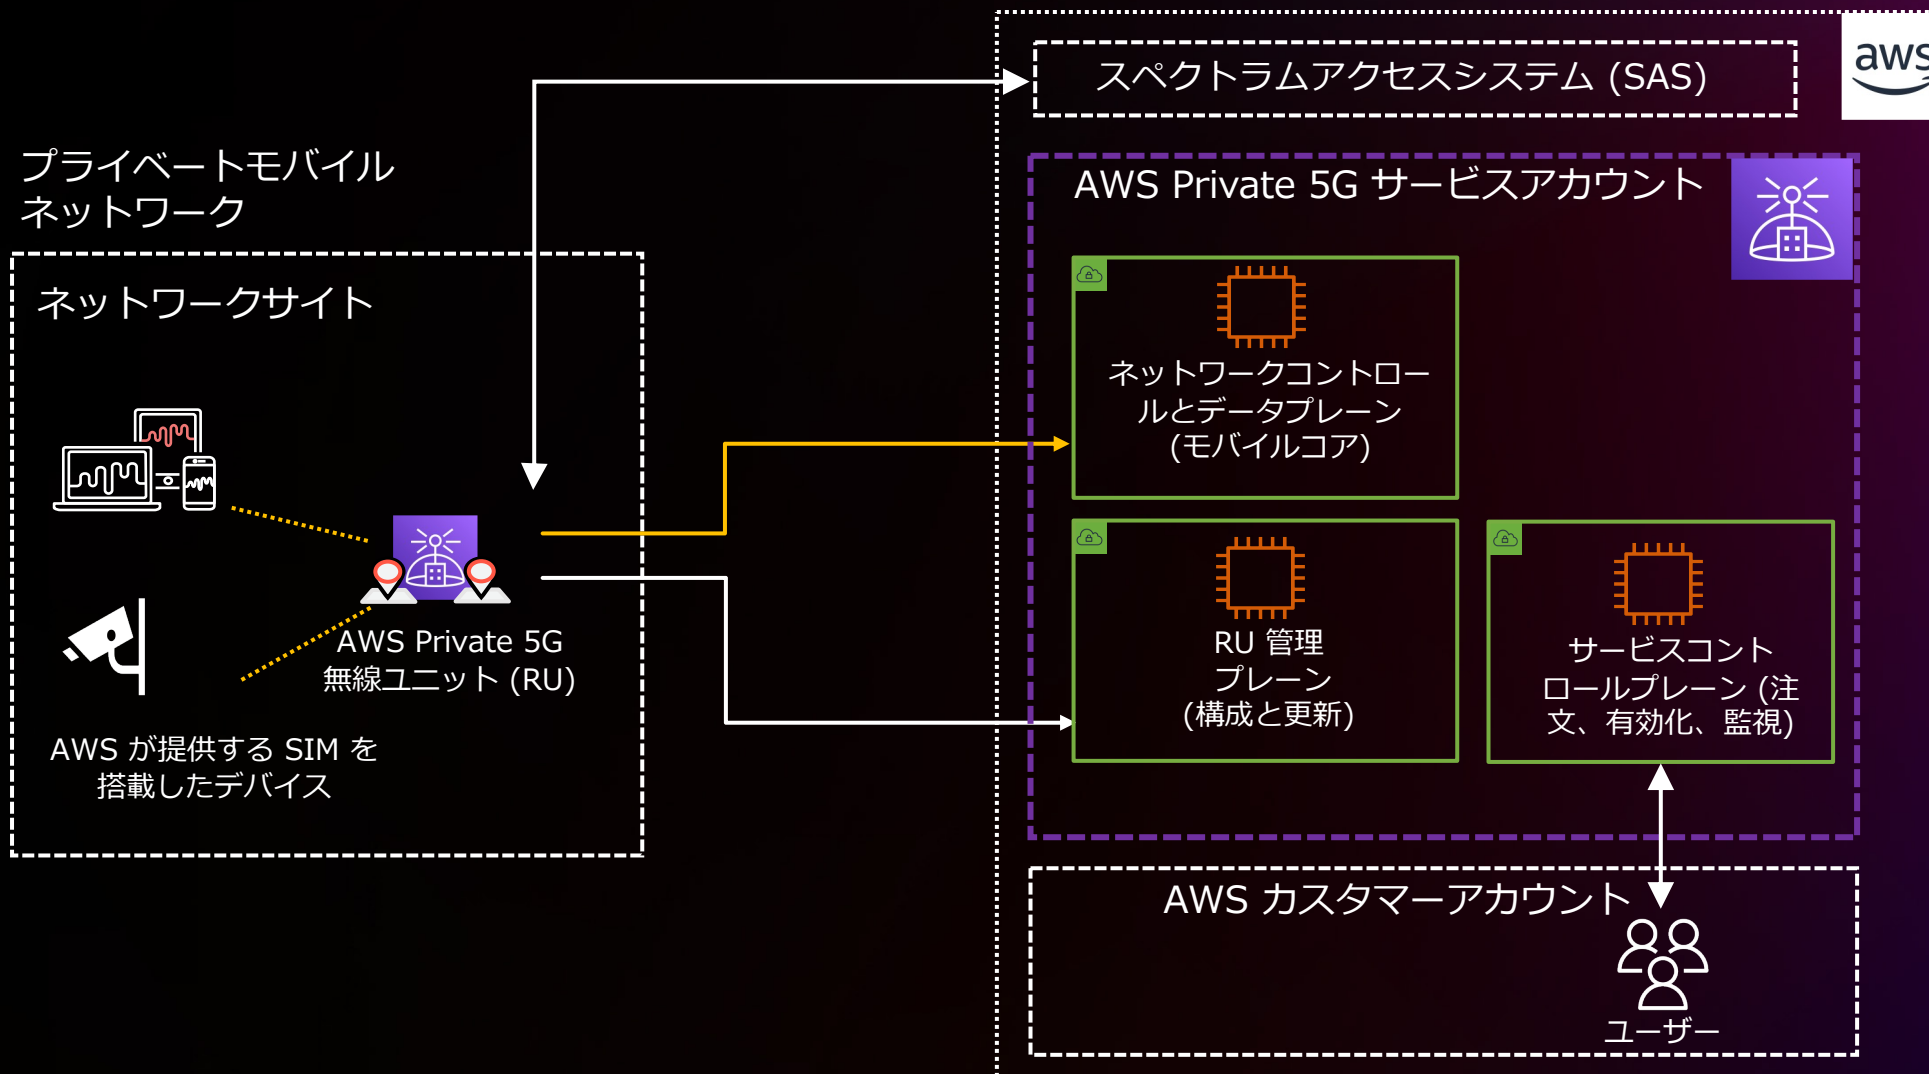 スペクトラムアクセスシステム (SAS)
aws
プライベートモバイル
ネットワーク
AWS Private 5G サービスアカウント
ネットワークサイト
ネットワークコントロー
ルとデータプレーン
(モバイルコア)
AWS Private 5G
無線ユニット (RU)
RU 管理
プレーン
(構成と更新)
サービスコント
ロールプレーン (注
文、有効化、監視)
AWS が提供する SIM を
搭載したデバイス
AWS カスタマーアカウント
ユーザー